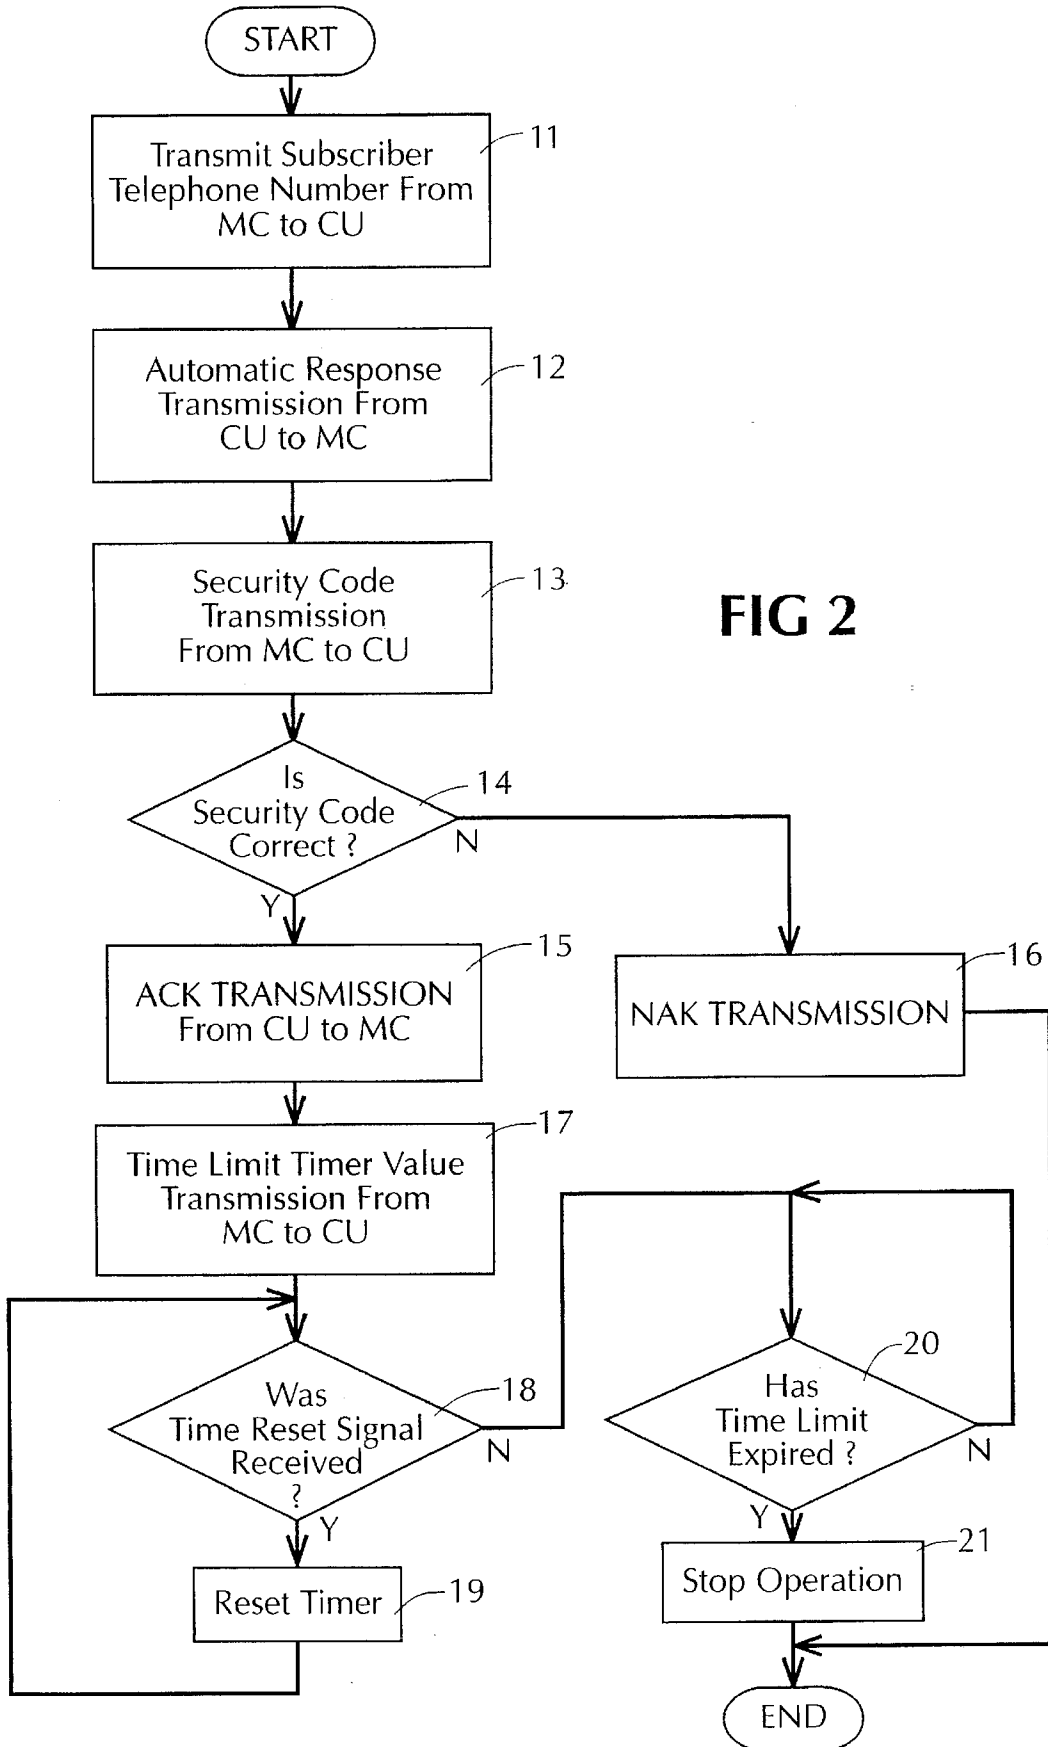 START
11
Transmit Subscriber
Telephone Number From
MC to CU
12
Automatic Response
Transmission From
CU to MC
13
Security Code
Transmission
From MC to CU
FIG 2
14
Is
Security Code
Correct ?
N
Y
15
ACK TRANSMISSION
From CU to MC
16
NAK TRANSMISSION
17
Time Limit Timer Value
Transmission From
MC to CU
18
Was
Time Reset Signal
Received
?
N
Y
20
Has
Time Limit
Expired ?
N
Y
19
Reset Timer
21
Stop Operation
END